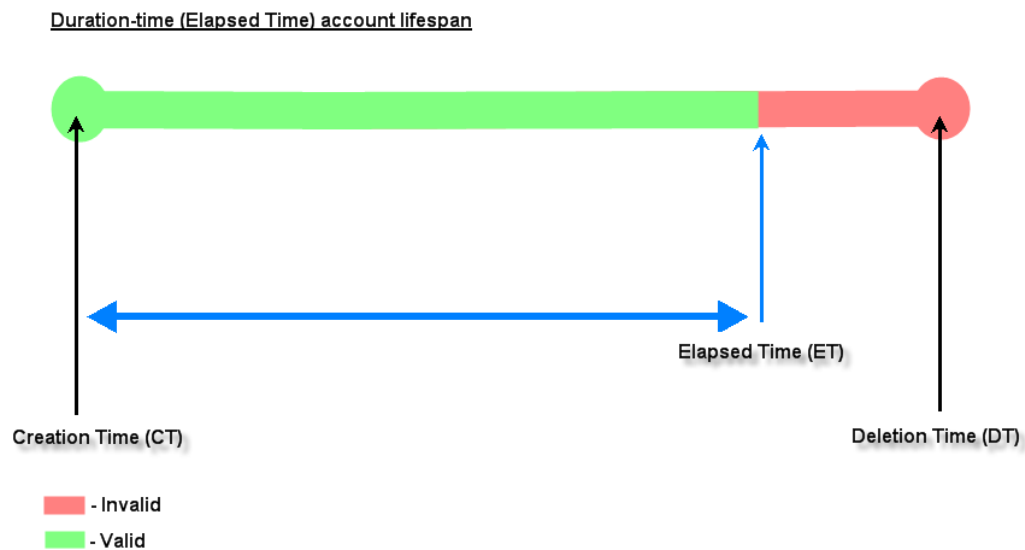 Duration-time (Elapsed Time) account lifespan
Elapsed Time (ET)
Creation Time (CT)
Deletion Time (DT)
- Invalid
- Valid